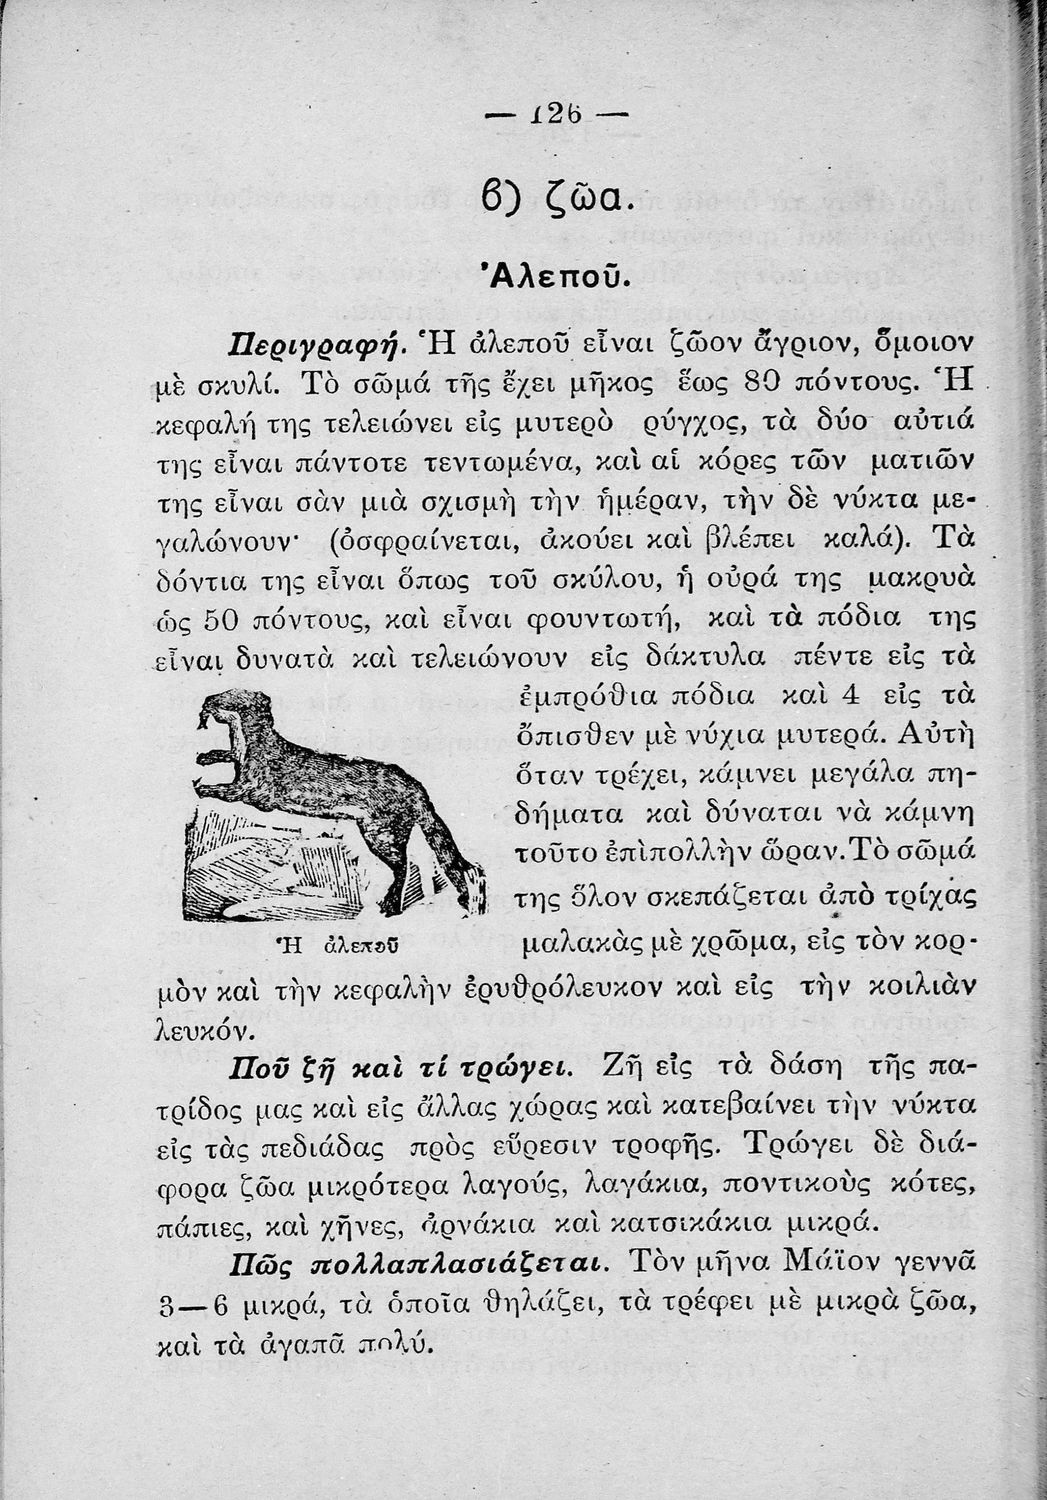 — 126 —
β) ζῶα.
Ἀλεποῦ.
Περιγραφή. Ἡ ἀλεποῦ εἶναι ζῶον ἄγριον, ὅμοιον
μὲ σκυλί. Τὸ σῶμά τῆς ἔχει μῆκος ἕως 80 πόντους. Ἡ
κεφαλή της τελειώνει εἰς μυτερὸ ρύγχος, τὰ δύο αὐτιά
της εἶναι πάντοτε τεντωμένα, καὶ αἱ κόρες τῶν ματιῶν
της εἶναι σὰν μιὰ σχισμὴ τὴν ἡμέραν, τὴν δὲ νύκτα με-
γαλώνουν· (ὀσφραίνεται, ἀκούει καὶ βλέπει καλά). Τὰ
δόντια της εἶναι ὅπως τοῦ σκύλου, ἡ οὐρά της μακρυὰ
ὡς 50 πόντους, καὶ εἶναι φουντωτή, καὶ τὰ πόδια της
εἶναι δυνατὰ καὶ τελειώνουν εἰς δάκτυλα πέντε εἰς τὰ
ἐμπρόθια πόδια καὶ 4 εἰς τὰ
ὄπισθεν μὲ νύχια μυτερά. Αὐτὴ
ὅταν τρέχει, κάμνει μεγάλα πη-
δήματα καὶ δύναται νὰ κάμνη
τοῦτο ἐπὶπολλὴν ὥραν. Τὸ σῶμά
της ὅλον σκεπάζεται ἀπὸ τρίχας
Ἡ ἀλεποῦ
μαλακὰς μὲ χρῶμα, εἰς τὸν κορ-
μὸν καὶ τὴν κεφαλὴν ἐρυθρόλευκον καὶ εἰς τὴν κοιλιὰν
λευκόν.
Ποῦ ζῆ καὶ τί τρώγει. Ζῆ εἰς τὰ δάση τῆς πα-
τρίδος μας καὶ εἰς ἄλλας χώρας καὶ κατεβαίνει τὴν νύκτα
εἰς τὰς πεδιάδας πρὸς εὕρεσιν τροφῆς. Τρώγει δὲ διά-
φορα ζῶα μικρότερα λαγούς, λαγάκια, ποντικοὺς κότες,
πάπιες, καὶ χῆνες, ἀρνάκια καὶ κατσικάκια μικρά.
Πῶς πολλαπλασιάζεται. Τὸν μῆνα Μάϊον γεννᾶ
3—6 μικρά, τὰ ὁποῖα θηλάζει, τὰ τρέφει μὲ μικρὰ ζῶα,
καὶ τὰ ἀγαπᾶ πολύ.